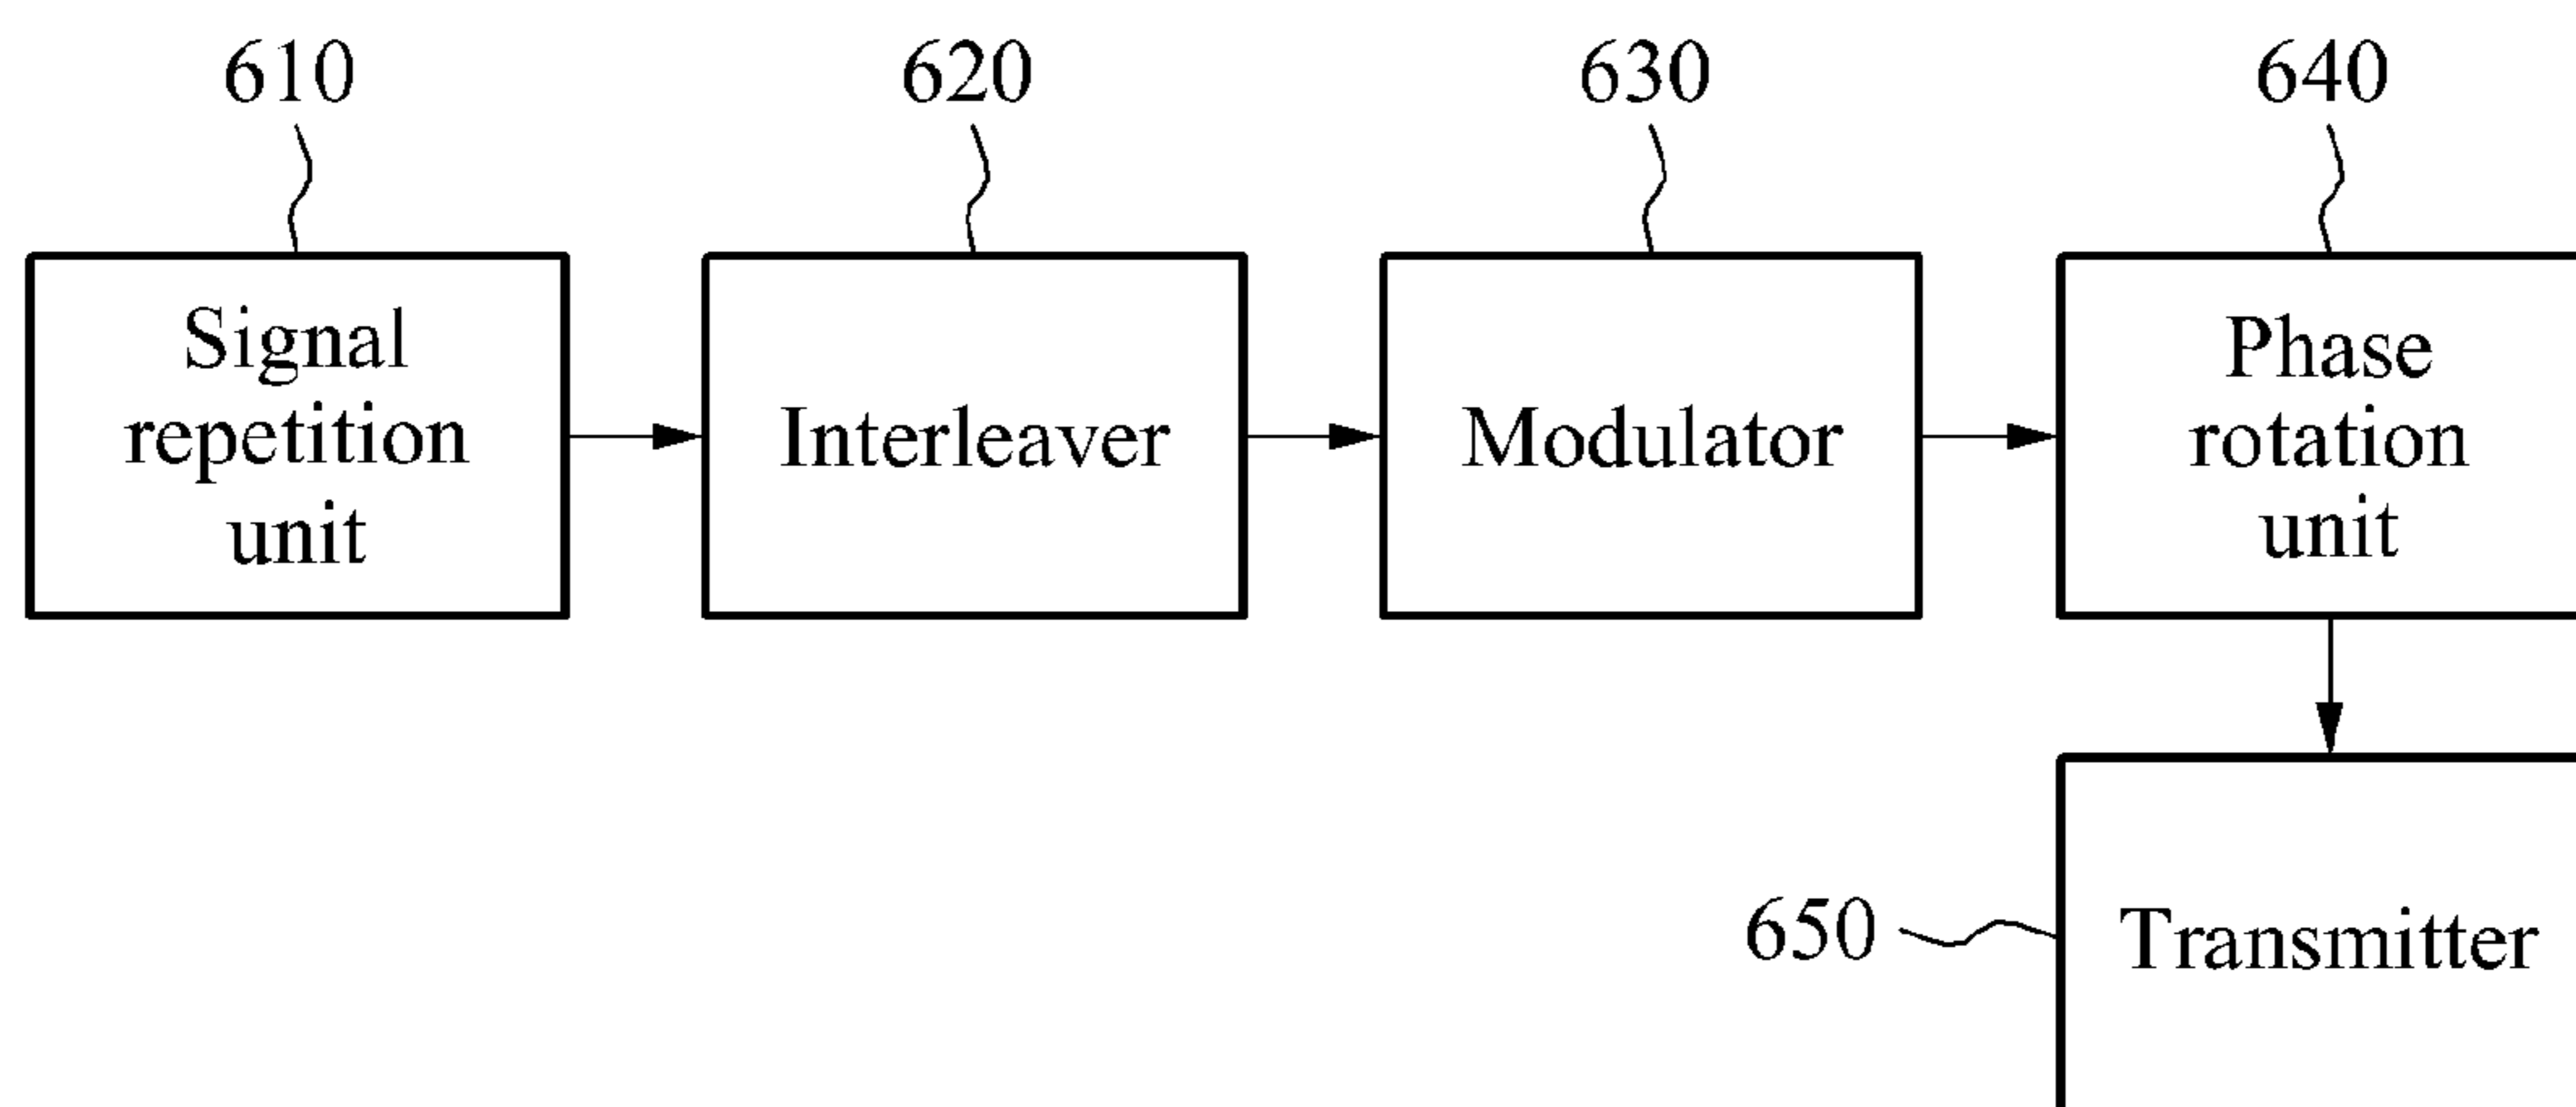 610
620
630
640
Signal
repetition
unit
Interleaver
Modulator
Phase
rotation
unit
650
Transmitter